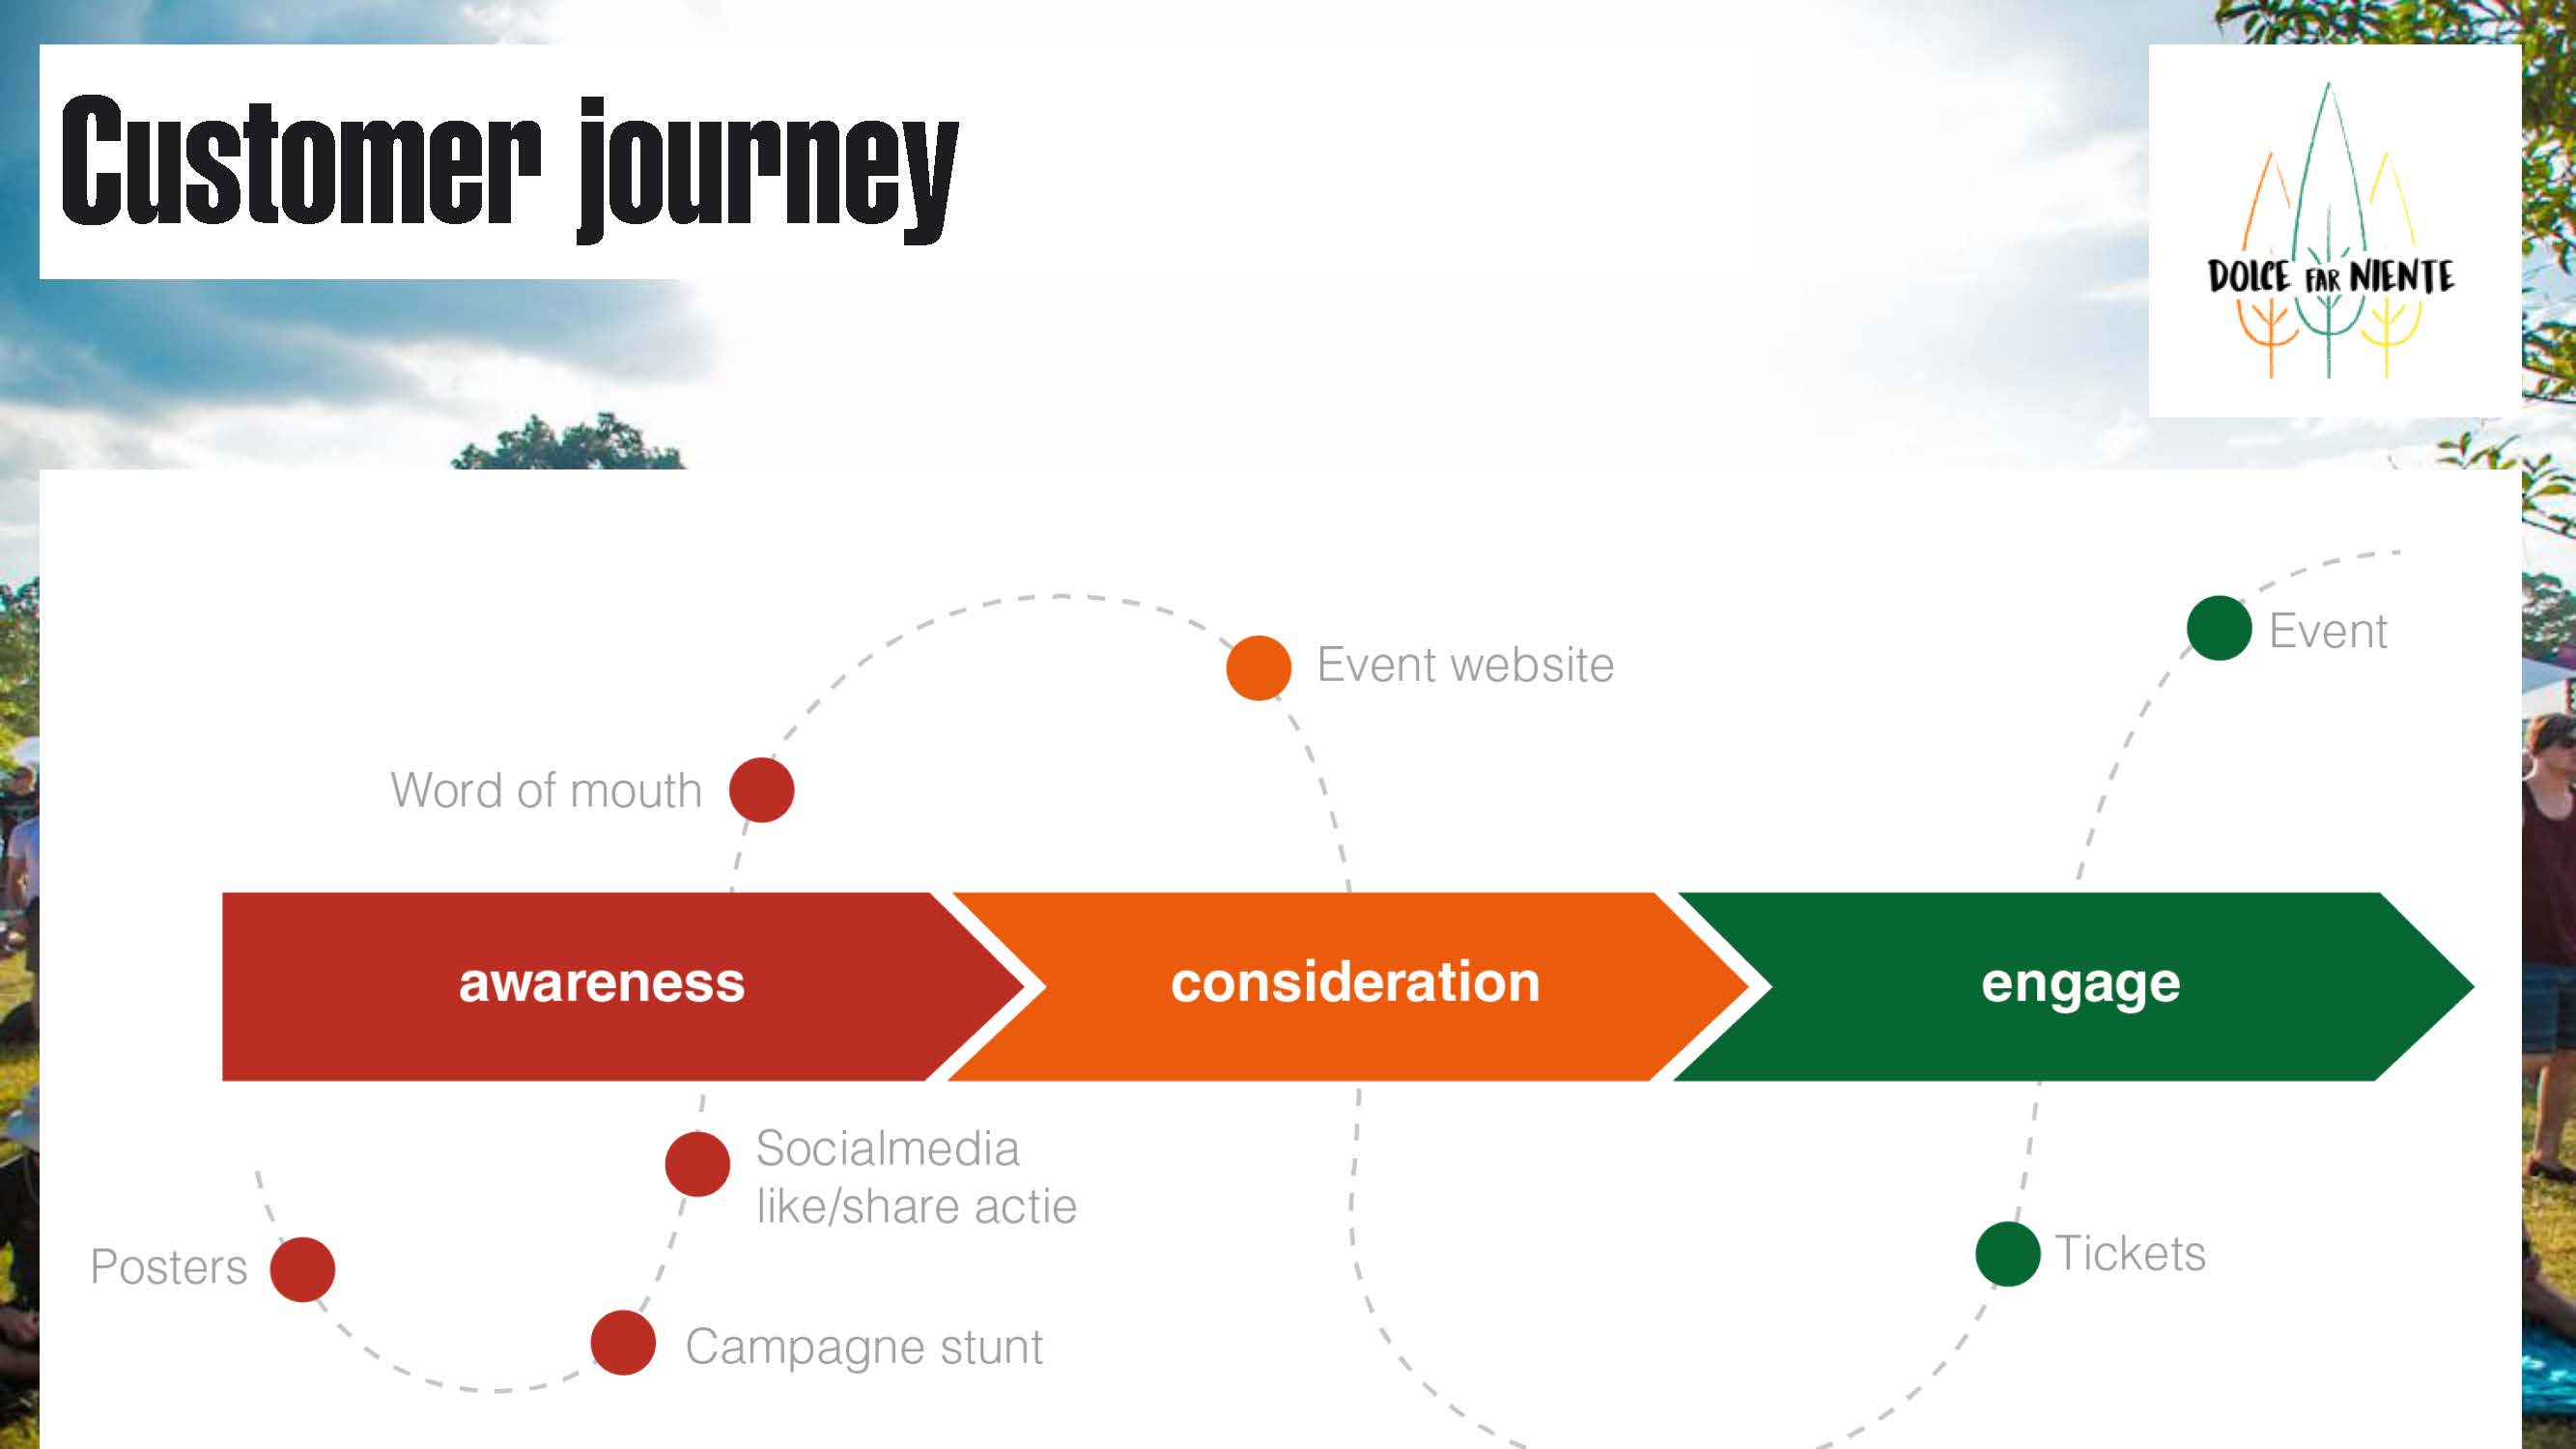 Customer journey
DOLCE FAR NIENTE
Event
Event website
Word of mouth
awareness
consideration
engage
Socialmedia
like/share actie
Posters
Tickets
Campagne stunt